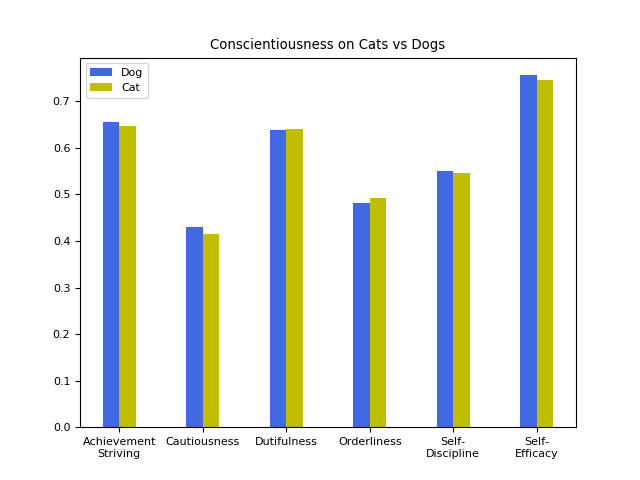 Conscientiousness on Cats vs Dogs
Dog
Cat
0.7
0.6
0.5
0.4
0.3
0.2
0.1
0.0
Achievement
Striving
Cautiousness
Dutifulness
Orderliness
Self-
Discipline
Self-
Efficacy